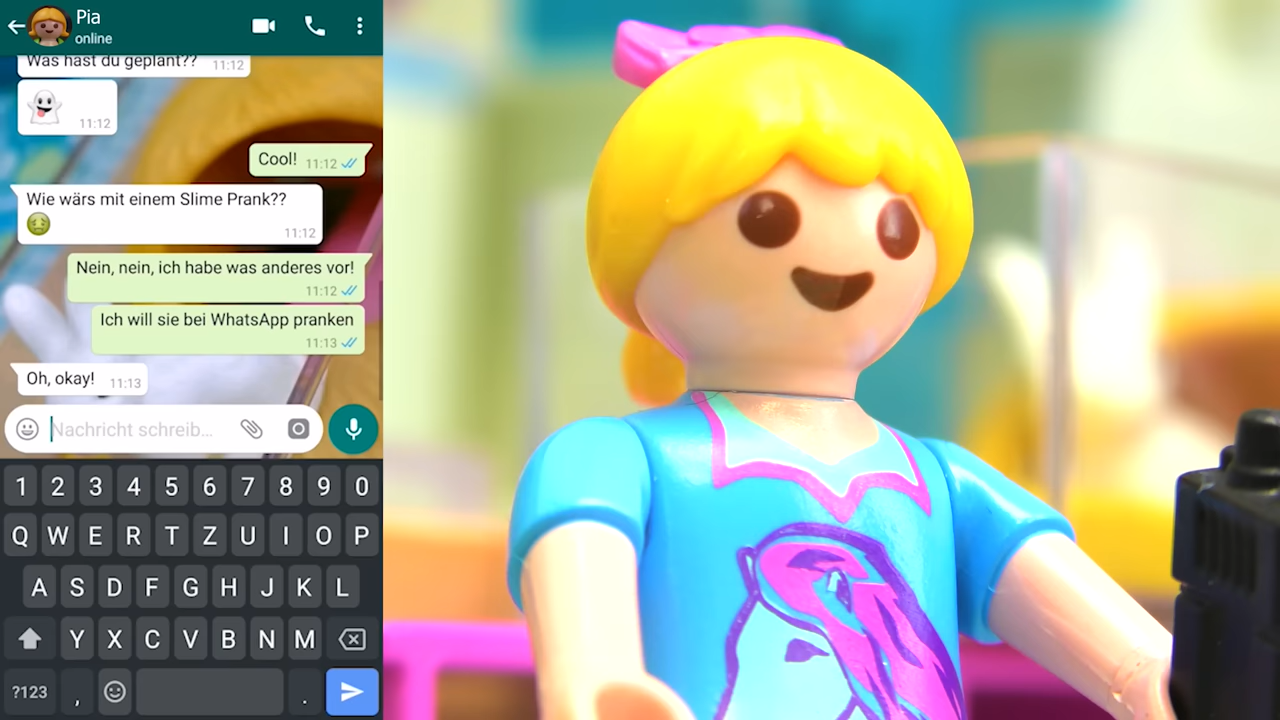 Pia
online
Was hast du geplant?? 11:12
👻 11:12
Cool! 11:12
Wie wärs mit einem Slime Prank??
🤢 11:12
Nein, nein, ich habe was anderes vor!
11:12
Ich will sie bei WhatsApp pranken
11:13
Oh, okay! 11:13
Nachricht schreib...
1 2 3 4 5 6 7 8 9 0
Q W E R T Z U I O P
A S D F G H J K L
Y X C V B N M
?123 , .